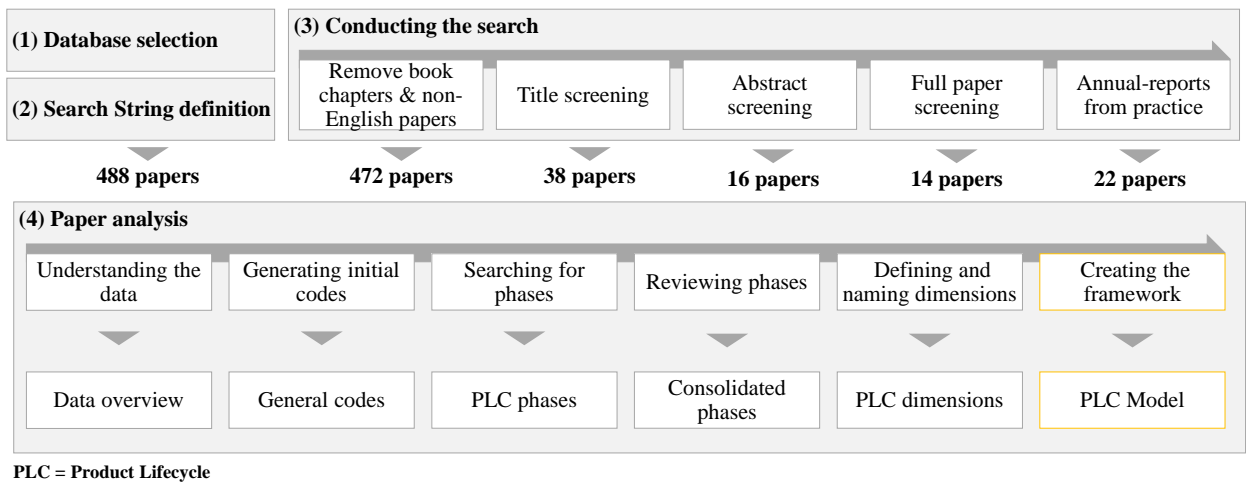 (1) Database selection
(2) Search String definition
488 papers
(3) Conducting the search
Remove book
chapters & non-
English papers
472 papers
Title screening
38 papers
Abstract
screening
16 papers
Full paper
screening
14 papers
Annual-reports
from practice
22 papers
(4) Paper analysis
Understanding the
data
Data overview
Generating initial
codes
General codes
Searching for
phases
PLC phases
Reviewing phases
Consolidated
phases
Defining and
naming dimensions
PLC dimensions
Creating the
framework
PLC Model
PLC = Product Lifecycle